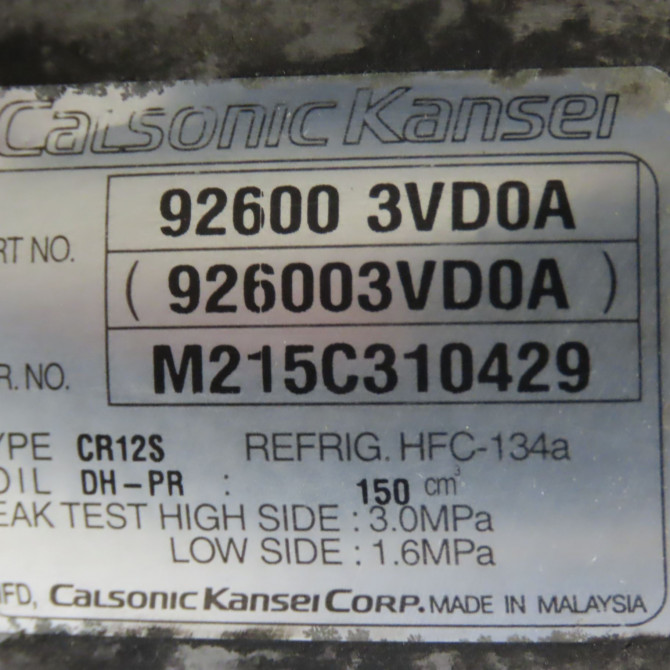 Calsonic Kansei
RT NO.
92600 3VD0A
( 926003VD0A )
R. NO.
M215C310429
YPE CR12S REFRIG. HFC-134a
OIL DH-PR : 150 cm³
EAK TEST HIGH SIDE : 3.0MPa
LOW SIDE : 1.6MPa
FD, CALSONIC KANSEI CORP. MADE IN MALAYSIA